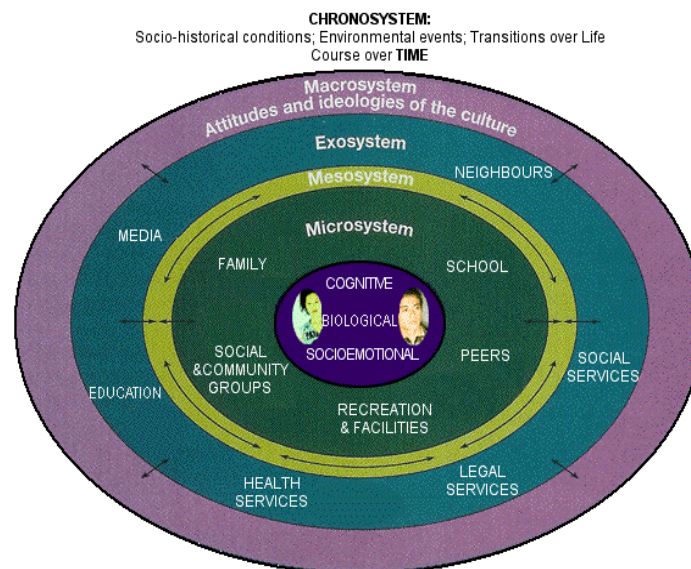 CHRONOSYSTEM:
Socio-historical conditions; Environmental events; Transitions over Life
Course over TIME
Macrosystem
Attitudes and ideologies of the culture
Exosystem
Mesosystem
NEIGHBOURS
Microsystem
MEDIA
FAMILY
SCHOOL
COGNITIVE
BIOLOGICAL
SOCIOEMOTIONAL
SOCIAL
&COMMUNITY
GROUPS
PEERS
SOCIAL
SERVICES
EDUCATION
RECREATION
& FACILITIES
HEALTH
SERVICES
LEGAL
SERVICES